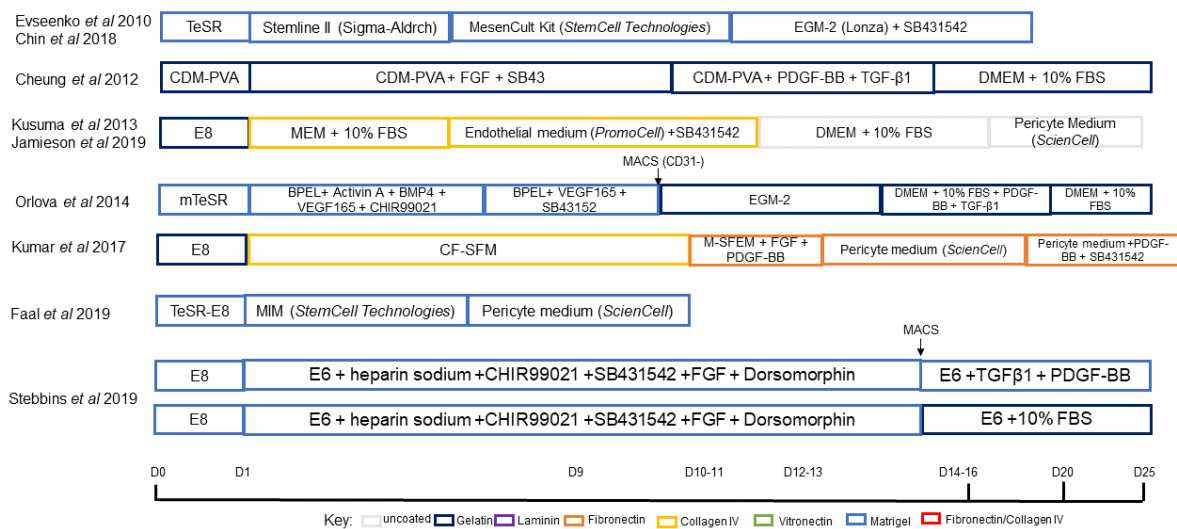 Evseenko et al 2010
Chin et al 2018
TeSR
Stemline II (Sigma-Aldrch)
MesenCult Kit (StemCell Technologies)
EGM-2 (Lonza) + SB431542
Cheung et al 2012
CDM-PVA
CDM-PVA + FGF + SB43
CDM-PVA + PDGF-BB + TGF-β1
DMEM + 10% FBS
Kusuma et al 2013
Jamieson et al 2019
E8
MEM + 10% FBS
Endothelial medium (PromoCell) +SB431542
DMEM + 10% FBS
Pericyte Medium
(ScienCell)
MACS (CD31-)
Orlova et al 2014
mTeSR
BPEL+ Activin A + BMP4 +
VEGF165 + CHIR99021
BPEL+ VEGF165 +
SB43152
EGM-2
DMEM + 10% FBS + PDGF-
BB + TGF-β1
DMEM + 10%
FBS
Kumar et al 2017
E8
CF-SFM
M-SFEM + FGF +
PDGF-BB
Pericyte medium (ScienCell)
Pericyte medium +PDGF-
BB + SB431542
Faal et al 2019
TeSR-E8
MIM (StemCell Technologies)
Pericyte medium (ScienCell)
MACS
Stebbins et al 2019
E8
E6 + heparin sodium +CHIR99021 +SB431542 +FGF + Dorsomorphin
E6 +TGFβ1 + PDGF-BB
E8
E6 + heparin sodium +CHIR99021 +SB431542 +FGF + Dorsomorphin
E6 +10% FBS
D0 D1 D9 D10-11 D12-13 D14-16 D20 D25
Key: uncoated Gelatin Laminin Fibronectin Collagen IV Vitronectin Matrigel Fibronectin/Collagen IV